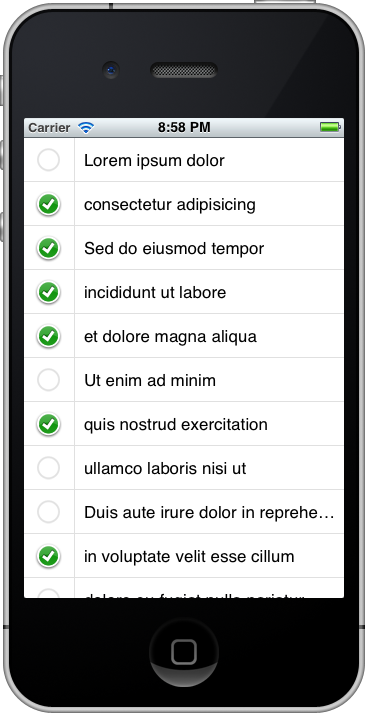 Carrier 8:58 PM
Lorem ipsum dolor
consectetur adipisicing
Sed do eiusmod tempor
incididunt ut labore
et dolore magna aliqua
Ut enim ad minim
quis nostrud exercitation
ullamco laboris nisi ut
Duis aute irure dolor in reprehe…
in voluptate velit esse cillum